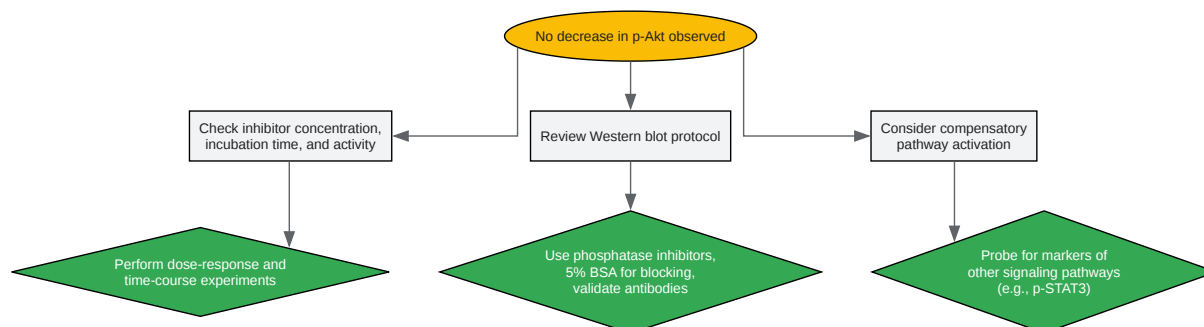 No decrease in p-Akt observed
Check inhibitor concentration,
incubation time, and activity
Review Western blot protocol
Consider compensatory
pathway activation
Perform dose-response and
time-course experiments
Use phosphatase inhibitors,
5% BSA for blocking,
validate antibodies
Probe for markers of
other signaling pathways
(e.g., p-STAT3)